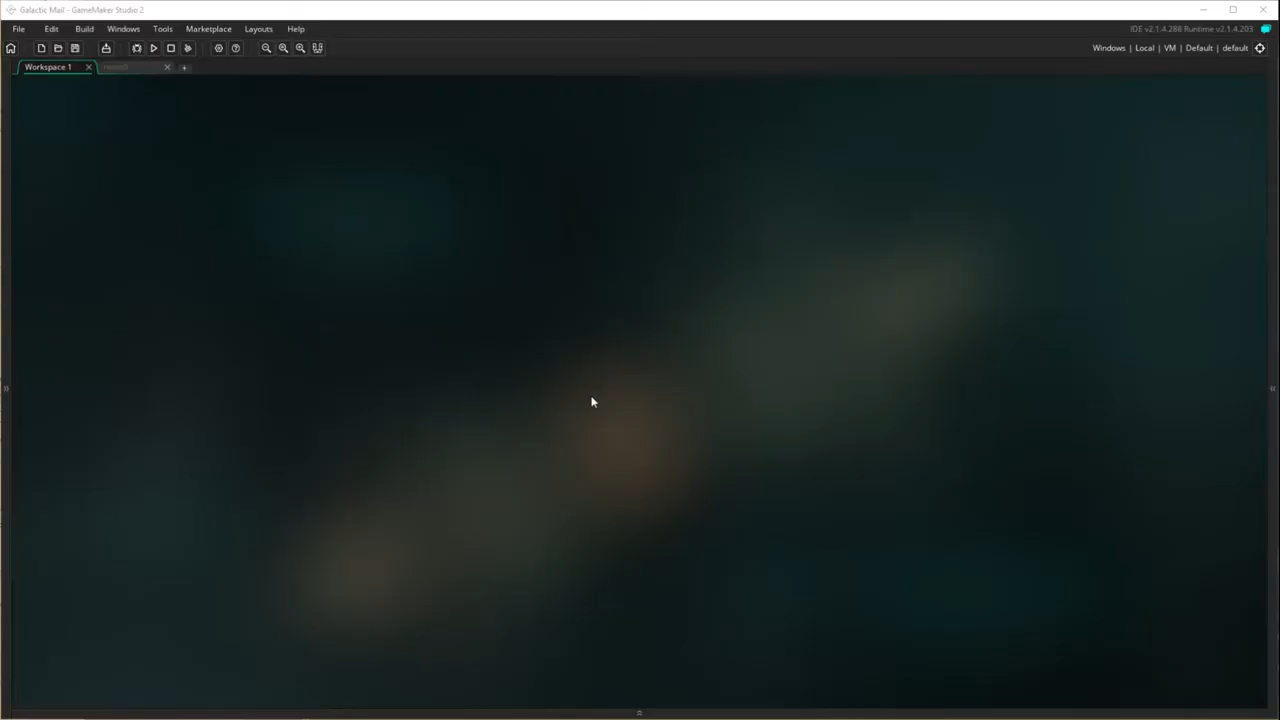 Galactic Mail - GameMaker Studio 2
File Edit Build Windows Tools Marketplace Layouts Help
IDE v2.1.4.288 Runtime v2.1.4.203
Windows | Local | VM | Default | default
Workspace 1
room0